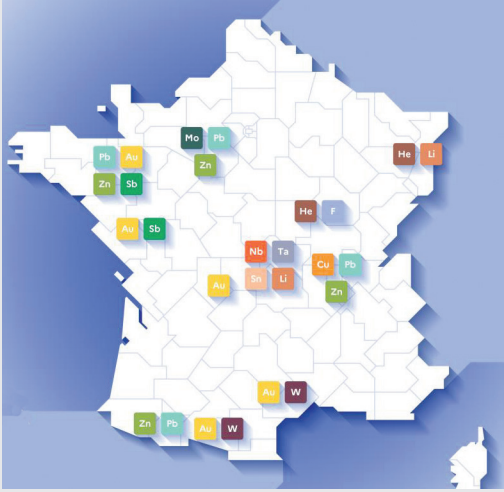 Mo Pb
Zn
Pb Au
Zn Sb
He Li
He F
Au Sb
Nb Ta
Sn Li
Cu Pb
Zn
Au
Au W
Zn Pb
Au W